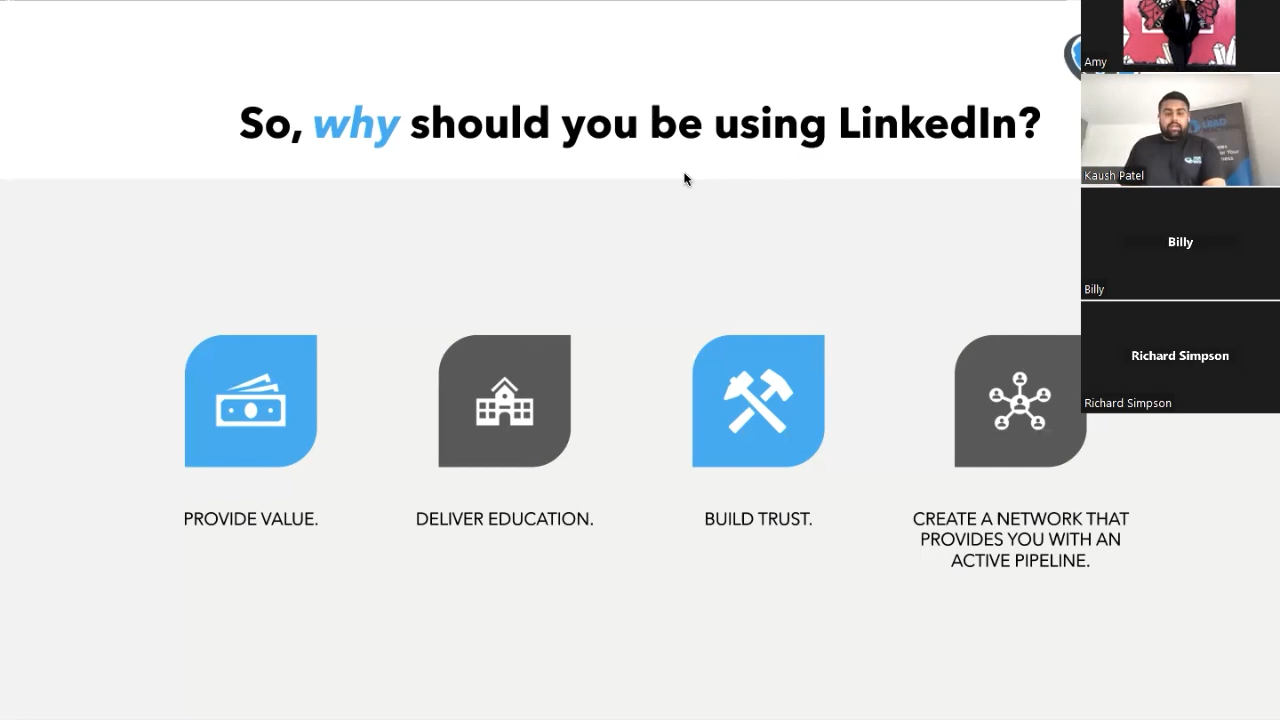 So, why should you be using LinkedIn?
PROVIDE VALUE.
DELIVER EDUCATION.
BUILD TRUST.
CREATE A NETWORK THAT
PROVIDES YOU WITH AN
ACTIVE PIPELINE.
Amy
LEAD
Kaush Patel
Billy
Billy
Richard Simpson
Richard Simpson